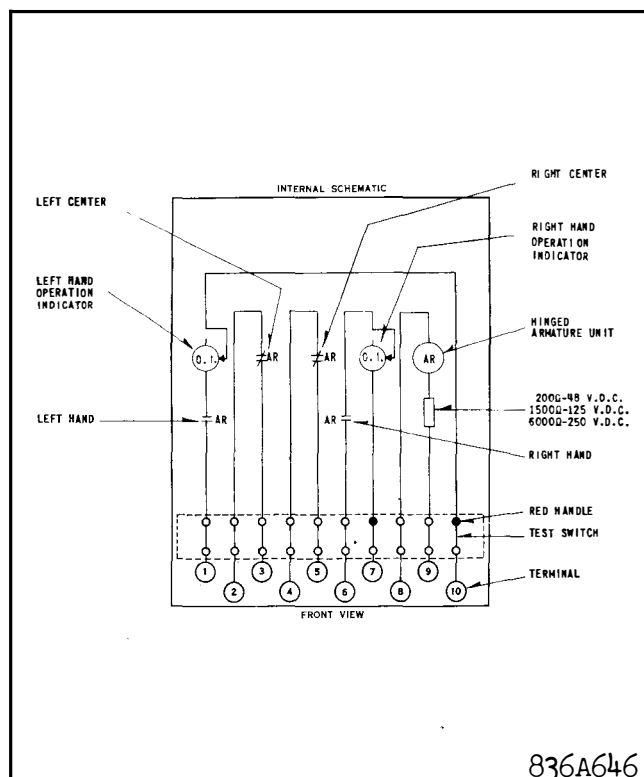 INTERNAL SCHEMATIC
RIGHT CENTER
LEFT CENTER
RIGHT HAND
OPERATION
INDICATOR
LEFT HAND
OPERATION
INDICATOR
HINGED
ARMATURE UNIT
O.I.
AR
AR
O.I.
AR
200Ω-48 V.D.C.
1500Ω-125 V.D.C.
6000Ω-250 V.D.C.
LEFT HAND
AR
AR
RIGHT HAND
RED HANDLE
TEST SWITCH
TERMINAL
1 2 3 4 5 6 7 8 9 10
FRONT VIEW
836A646